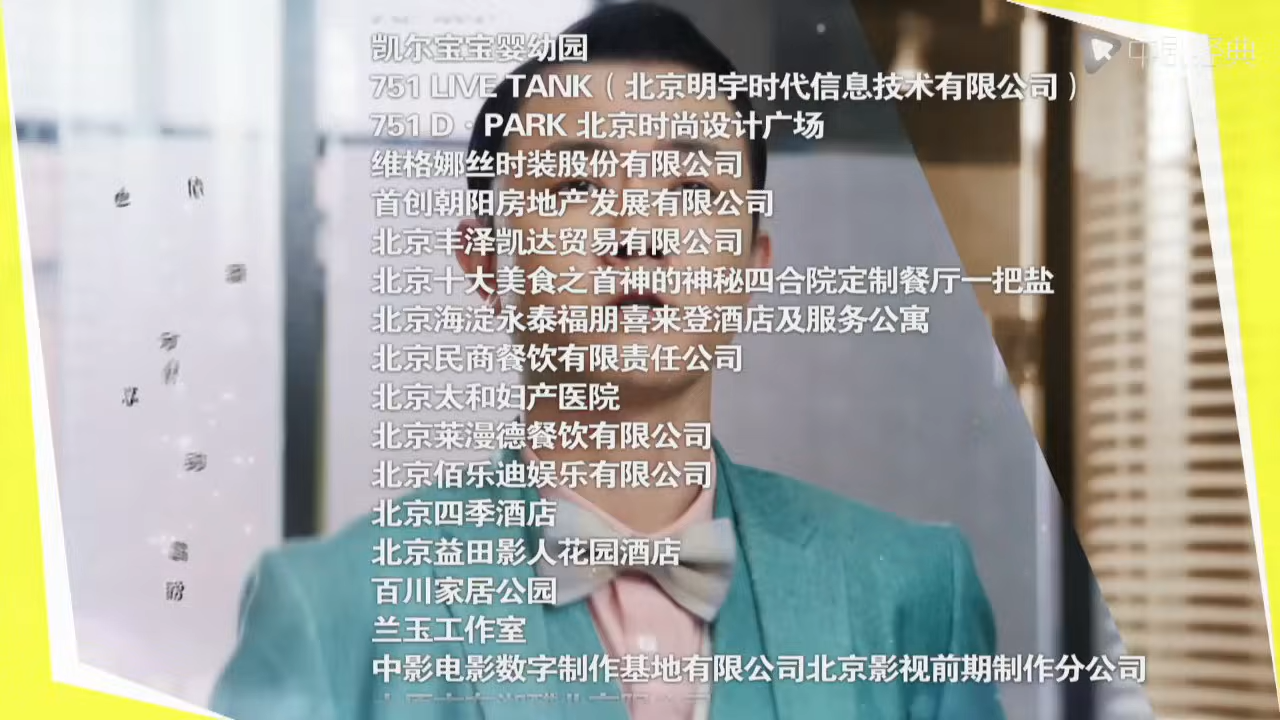 凯尔宝宝婴幼园
751 LIVE TANK（北京明宇时代信息技术有限公司）
751 D·PARK 北京时尚设计广场
维格娜丝时装股份有限公司
首创朝阳房地产发展有限公司
北京丰泽凯达贸易有限公司
北京十大美食之首神的神秘四合院定制餐厅一把盐
北京海淀永泰福朋喜来登酒店及服务公寓
北京民商餐饮有限责任公司
北京太和妇产医院
北京莱漫德餐饮有限公司
北京佰乐迪娱乐有限公司
北京四季酒店
北京益田影人花园酒店
百川家居公园
兰玉工作室
中影电影数字制作基地有限公司北京影视前期制作分公司